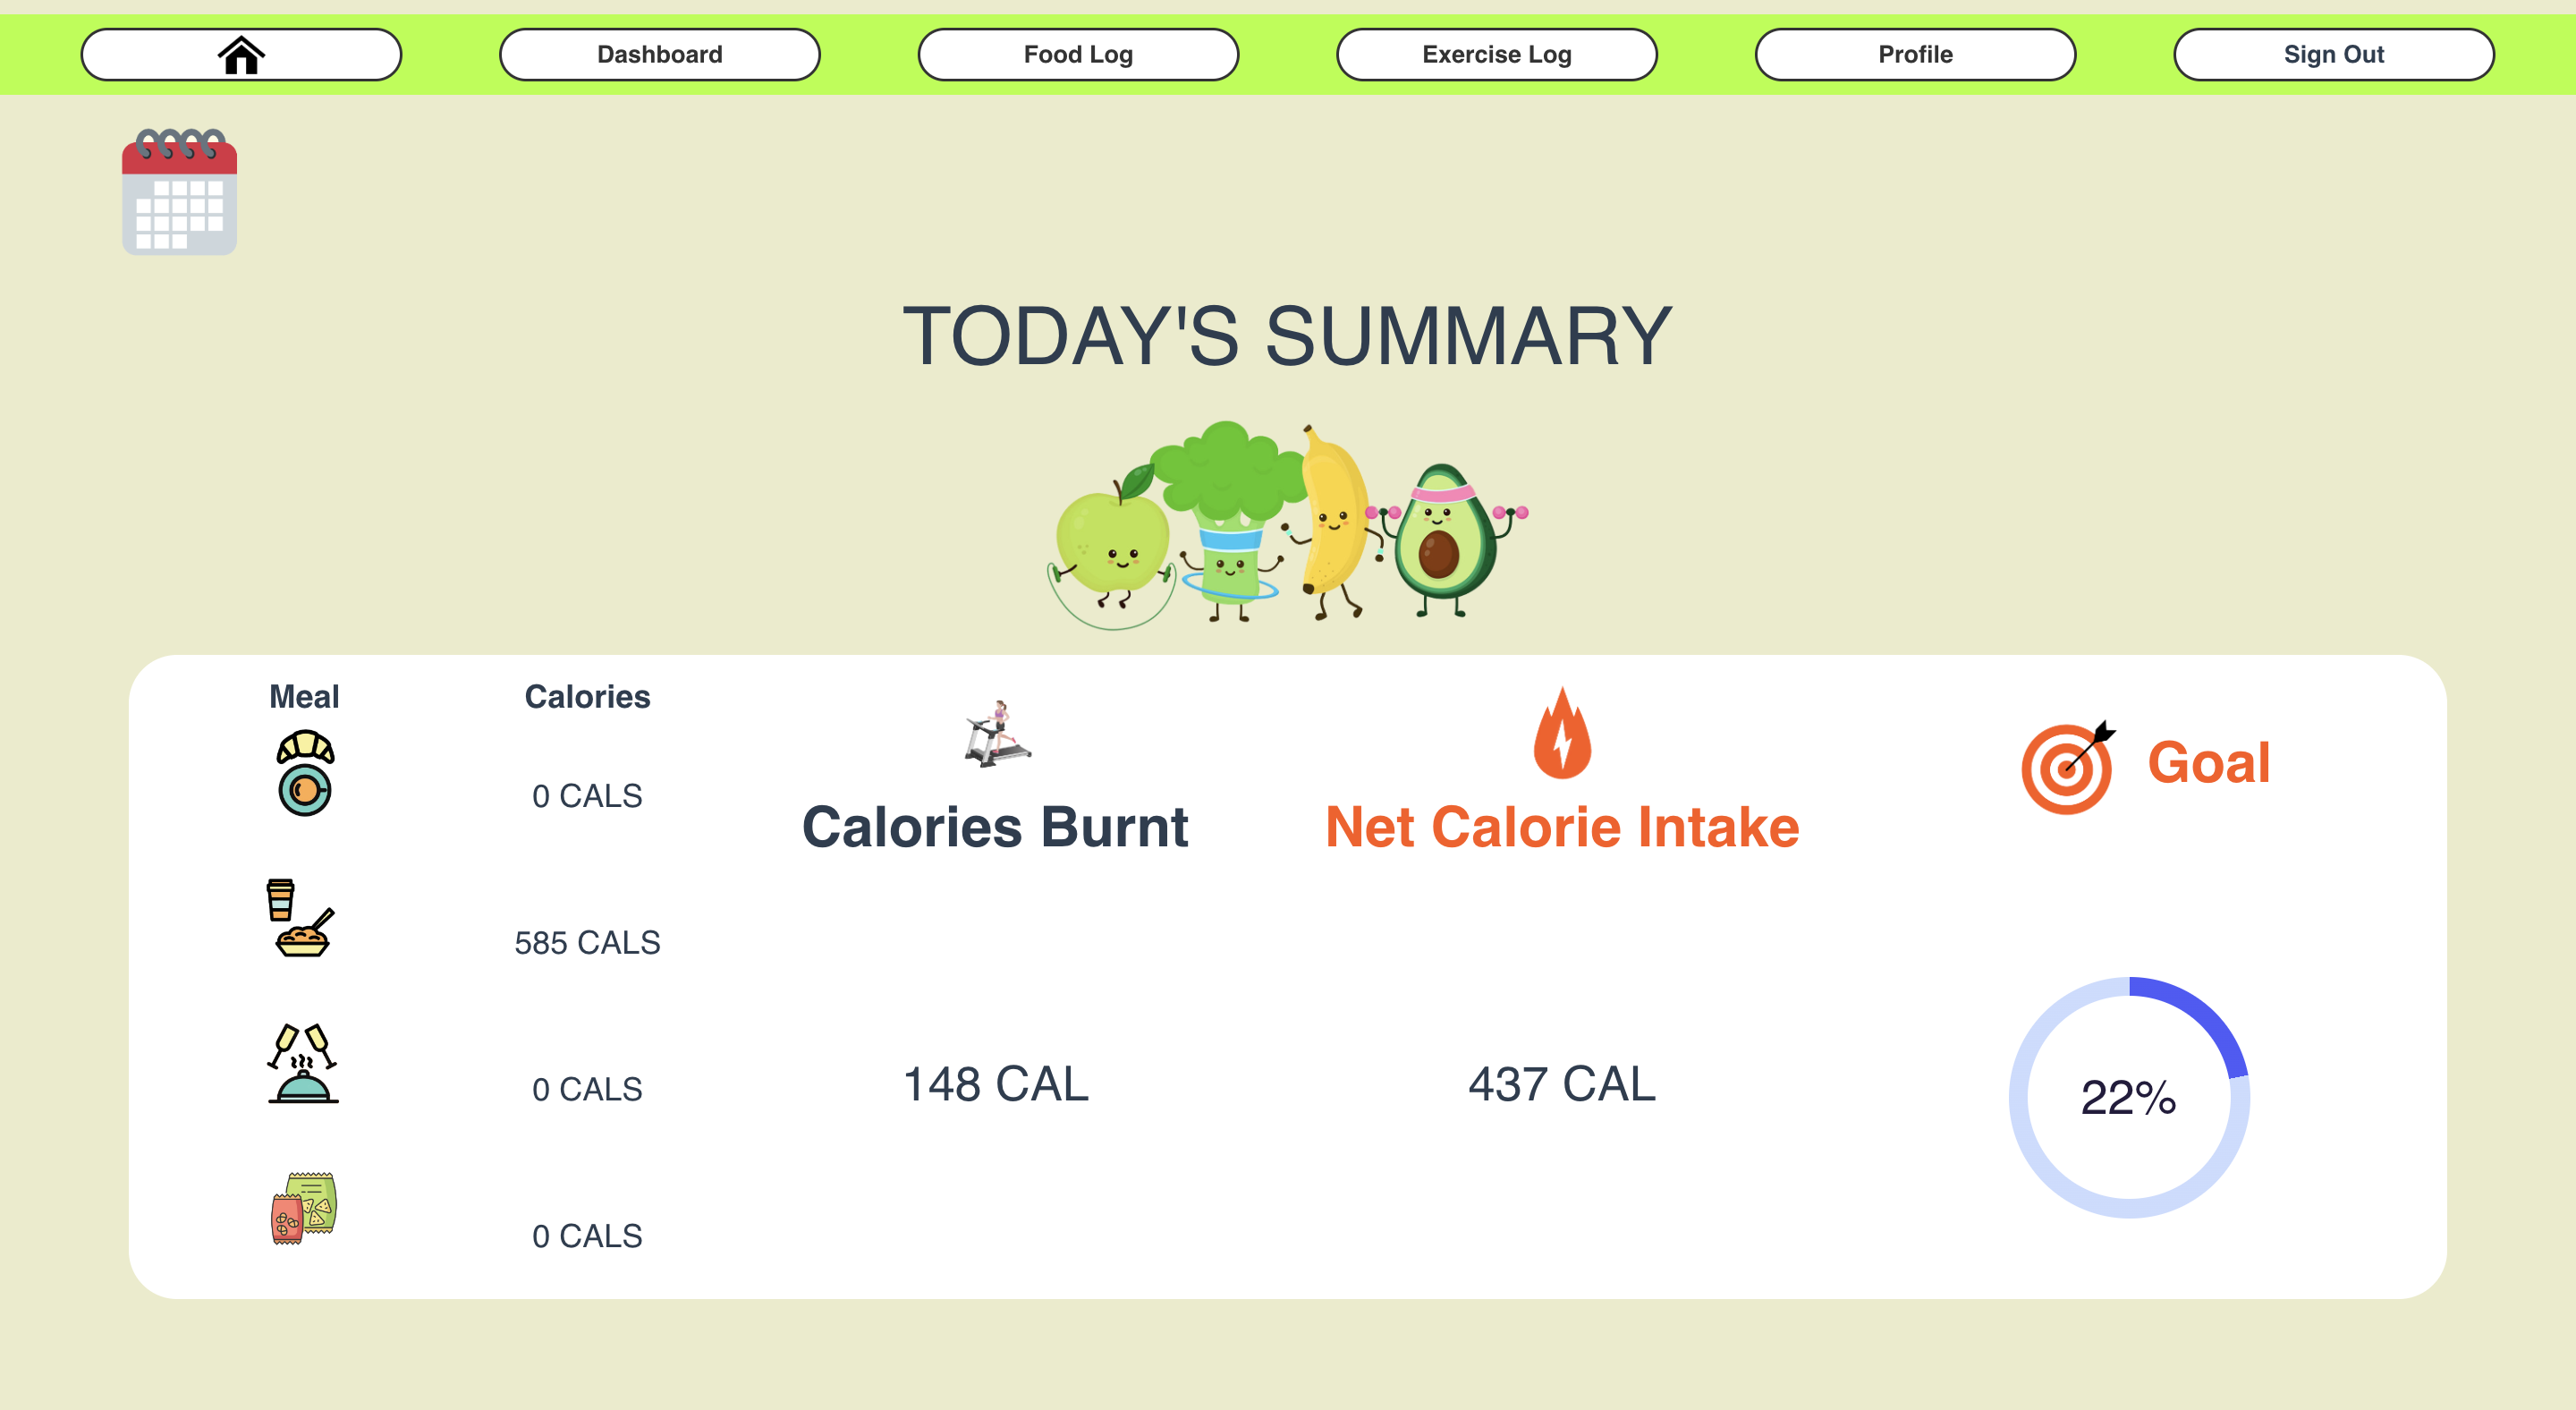 Dashboard
Food Log
Exercise Log
Profile
Sign Out
TODAY'S SUMMARY
Meal
Calories
0 CALS
585 CALS
0 CALS
0 CALS
Calories Burnt
148 CAL
Net Calorie Intake
437 CAL
Goal
22%